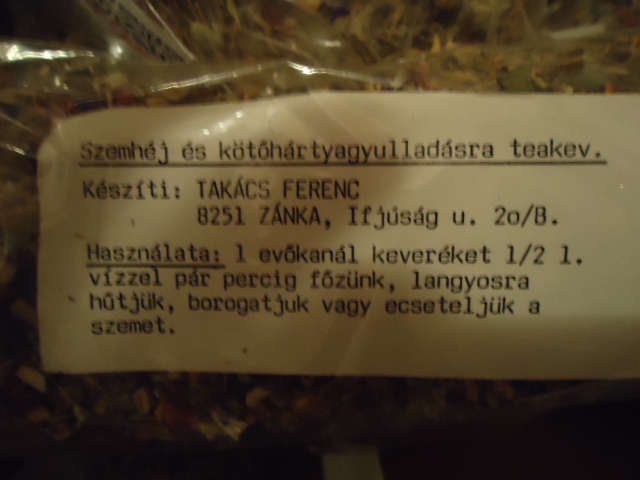 Szemhéj és kötőhártyagyulladásra teakev.
Készíti: TAKÁCS FERENC
8251 ZÁNKA, Ifjúság u. 2o/B.
Használata: 1 evőkanál keveréket 1/2 l.
vízzel pár percig főzünk, langyosra
hűtjük, borogatjuk vagy ecseteljük a
szemet.